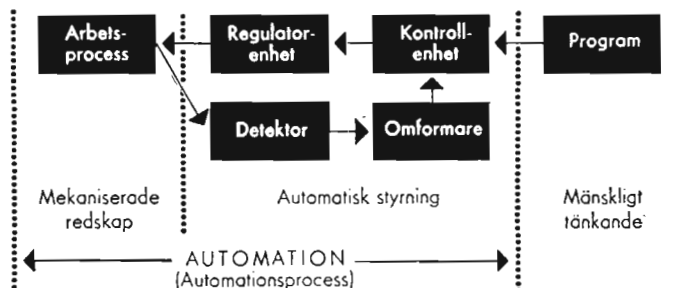 Arbets-
process
Regulator-
enhet
Kontroll-
enhet
Program
Detektor
Omformare
Mekaniserade
redskap
Automatisk styrning
Mänskligt
tänkande
AUTOMATION
(Automationsprocess)